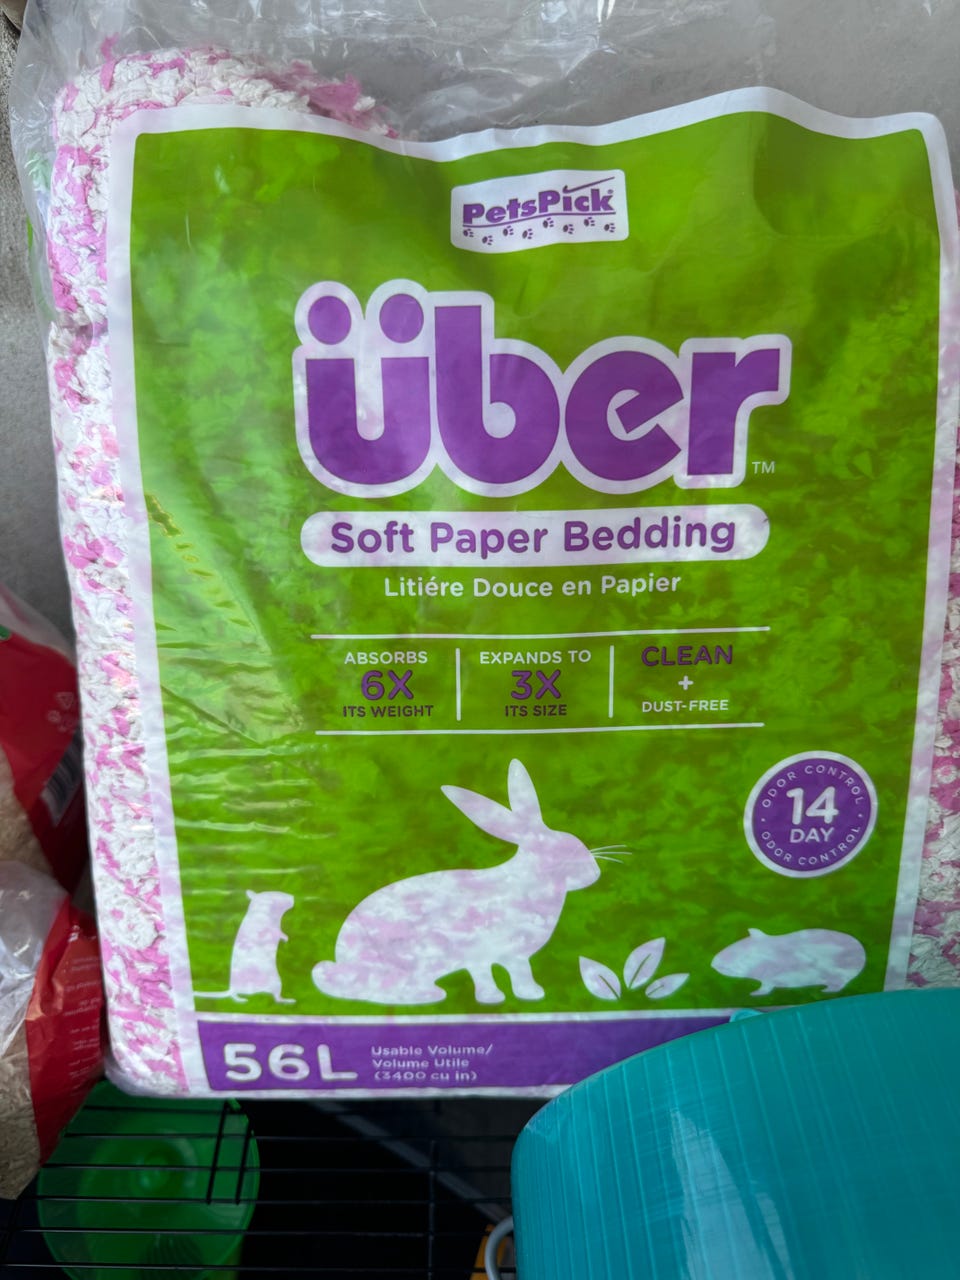 PetsPick®
über™
Soft Paper Bedding
Litiére Douce en Papier
ABSORBS
6X
ITS WEIGHT
EXPANDS TO
3X
ITS SIZE
CLEAN
+
DUST-FREE
ODOR CONTROL
14
DAY
ODOR CONTROL
56L
Usable Volume/
Volume Utile
(3400 cu in)